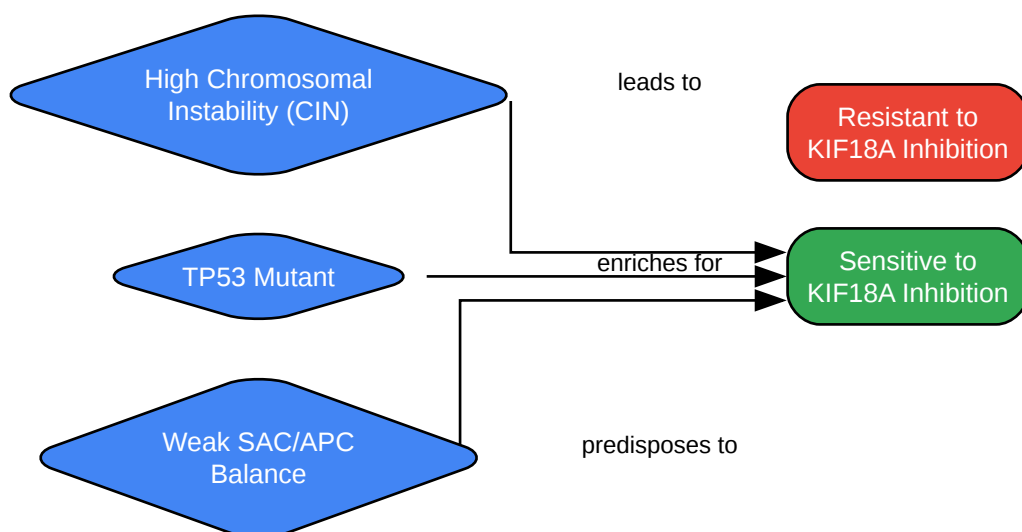 High Chromosomal
Instability (CIN)
leads to
Resistant to
KIF18A Inhibition
TP53 Mutant
enriches for
Sensitive to
KIF18A Inhibition
Weak SAC/APC
Balance
predisposes to